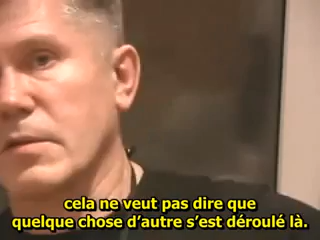 cela ne veut pas dire que
quelque chose d’autre s’est déroulé là.